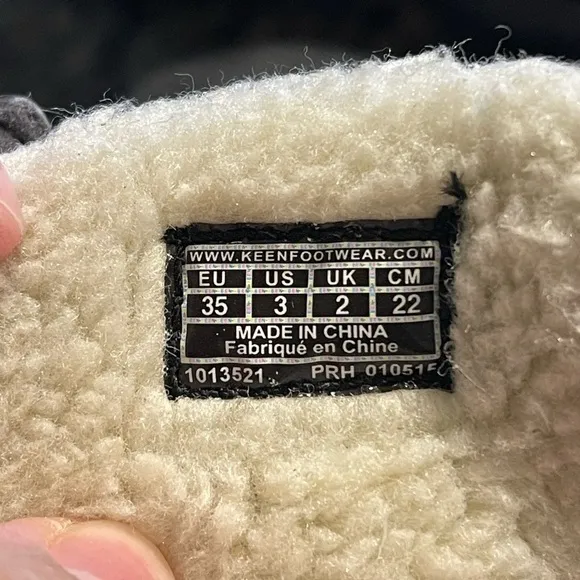 WWW.KEENFOOTWEAR.COM
EU US UK CM
35 3 2 22
MADE IN CHINA
Fabriqué en Chine
1013521 PRH 010515